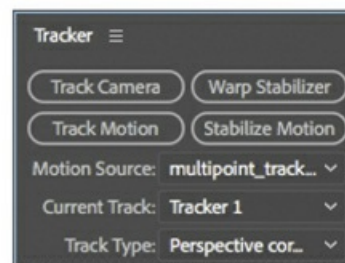 Tracker
Track Camera Warp Stabilizer
Track Motion Stabilize Motion
Motion Source: multipoint_track...
Current Track: Tracker 1
Track Type: Perspective cor...